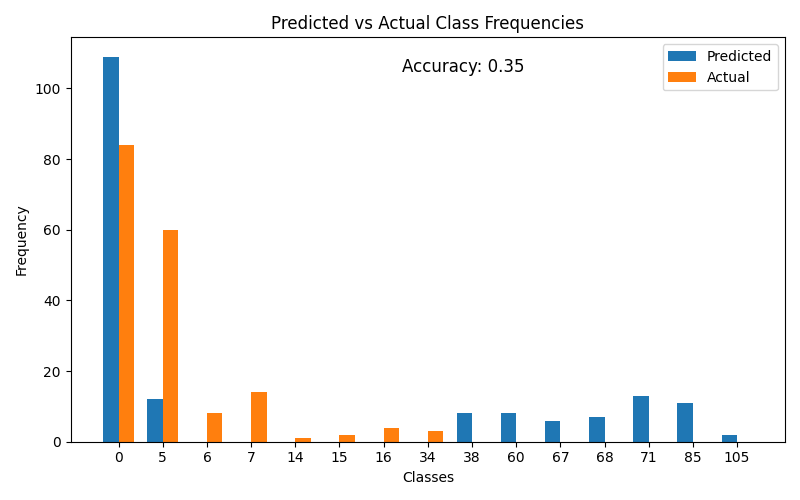 Predicted vs Actual Class Frequencies
Accuracy: 0.35
Predicted
Actual
Frequency
100
80
60
40
20
0
0 5 6 7 14 15 16 34 38 60 67 68 71 85 105
Classes